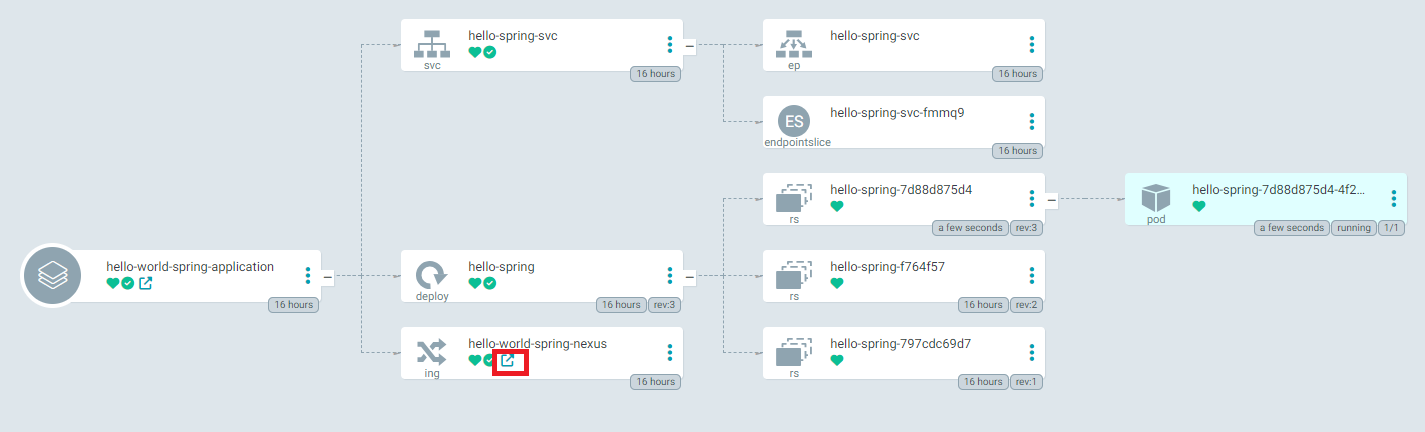 hello-world-spring-application
16 hours
hello-spring-svc
svc
16 hours
hello-spring
deploy
16 hours
rev:3
hello-world-spring-nexus
ing
16 hours
hello-spring-svc
ep
16 hours
ES
hello-spring-svc-fmmq9
endpointslice
16 hours
hello-spring-7d88d875d4
rs
a few seconds
rev:3
hello-spring-f764f57
rs
16 hours
rev:2
hello-spring-797cdc69d7
rs
16 hours
rev:1
hello-spring-7d88d875d4-4f2...
pod
a few seconds
running
1/1